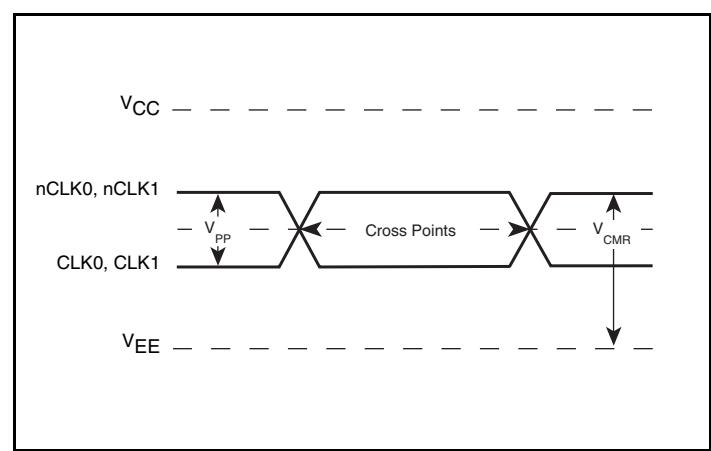 VCC
nCLK0, nCLK1
VPP
Cross Points
VCMR
CLK0, CLK1
VEE